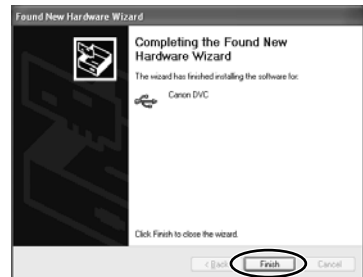 Found New Hardware Wizard
Completing the Found New
Hardware Wizard
The wizard has finished installing the software for:
Canon DVC
Click Finish to close the wizard.
< Back
Finish
Cancel